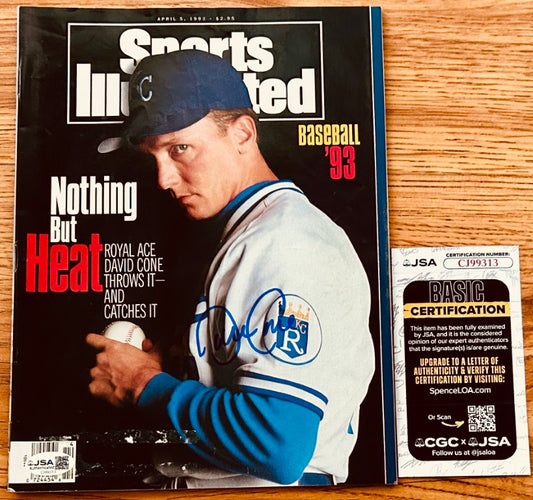 APRIL 5, 1993 • $2.95
Sports
Illustrated
BASEBALL
'93
Nothing
But
Heat
ROYAL ACE
DAVID CONE
THROWS IT—
AND
CATCHES IT
KC
R
JSA
JSA
CERTIFICATION NUMBER:
CJ99313
BASIC
CERTIFICATION
This item has been fully examined
by JSA, and it is the considered
opinion of our expert authenticators
that the signature(s) is/are genuine.
UPGRADE TO A LETTER OF
AUTHENTICITY & VERIFY THIS
CERTIFICATION BY VISITING:
SpenceLOA.com
Or Scan
CGC x JSA
Follow us at @jsaloa